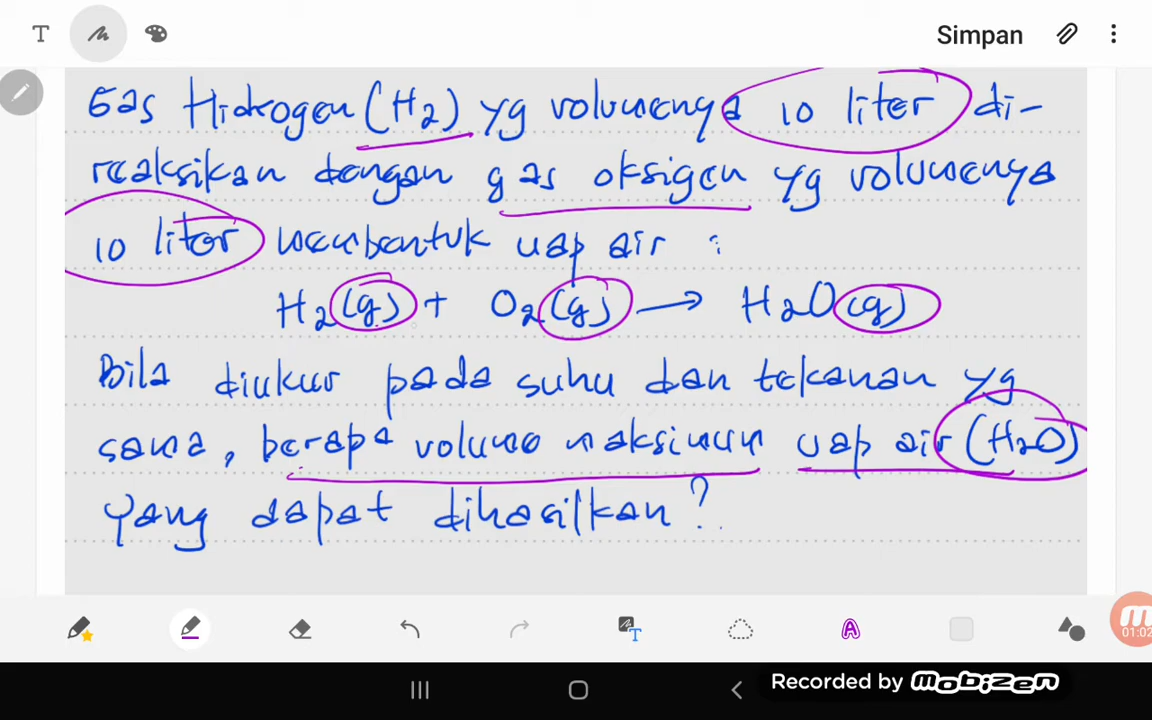 T
Simpan
Gas Hidrogen (H2) yg volumenya 10 liter di-
reaksikan dengan gas oksigen yg volumenya
10 liter membentuk uap air :
H2(g) + O2(g) → H2O(g)
Bila diukur pada suhu dan tekanan yg
sama, berapa volume maksimum uap air (H2O)
yang dapat dihasilkan?
T
A
01:02
Recorded by mobizen